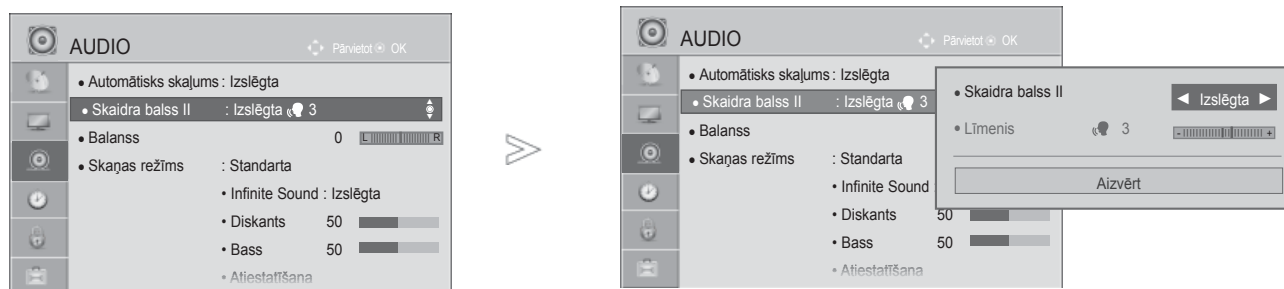 AUDIO
Pārvietot OK
• Automātisks skaļums : Izslēgta
• Skaidra balss II : Izslēgta 3
• Balanss 0 L R
• Skaņas režīms : Standarta
• Infinite Sound : Izslēgta
• Diskants 50
• Bass 50
• Atiestatīšana
AUDIO
Pārvietot OK
• Automātisks skaļums : Izslēgta
• Skaidra balss II : Izslēgta 3
• Balanss
• Skaņas režīms : Standarta
• Infinite Sound :
• Diskants 50
• Bass 50
• Atiestatīšana
• Skaidra balss II ◄ Izslēgta ►
• Līmenis 3 - +
Aizvērt